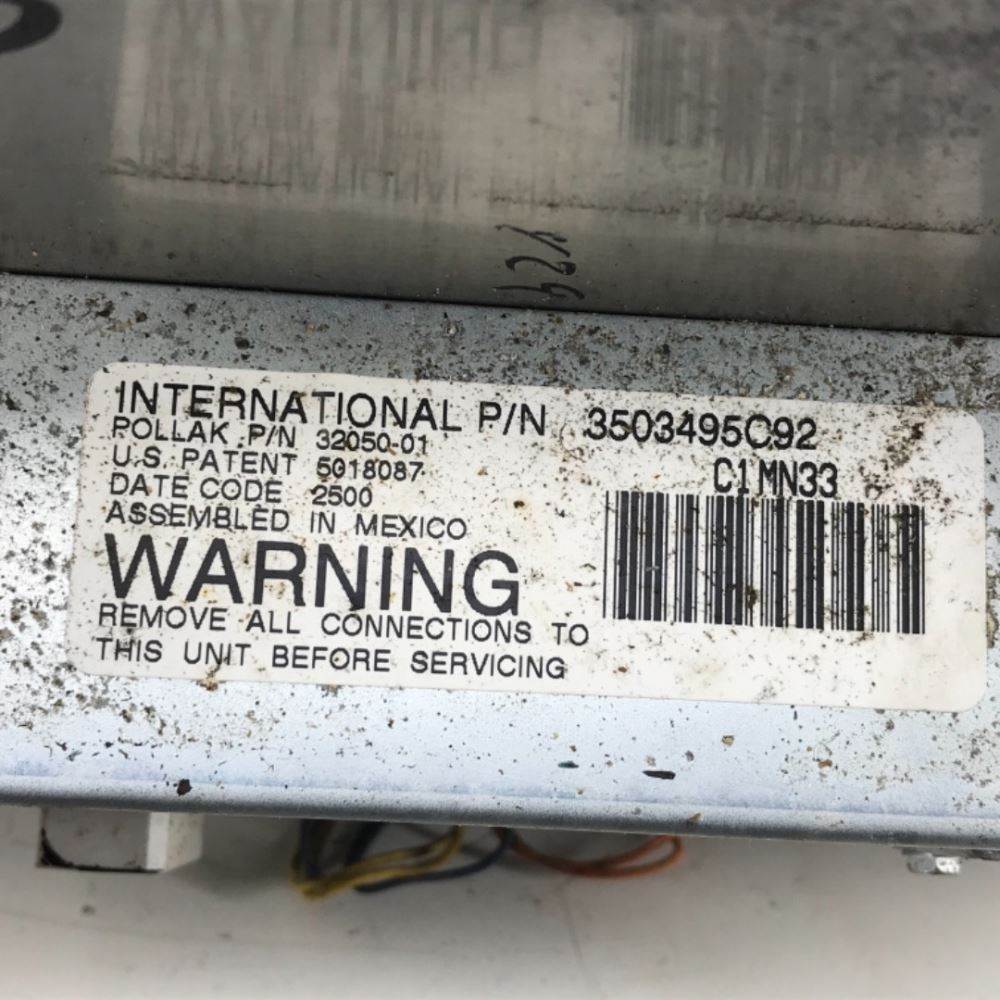 Y29
INTERNATIONAL P/N 3503495C92
POLLAK P/N 32050-01
U.S. PATENT 5018087
DATE CODE 2500
ASSEMBLED IN MEXICO
C1MN33
WARNING
REMOVE ALL CONNECTIONS TO
THIS UNIT BEFORE SERVICING